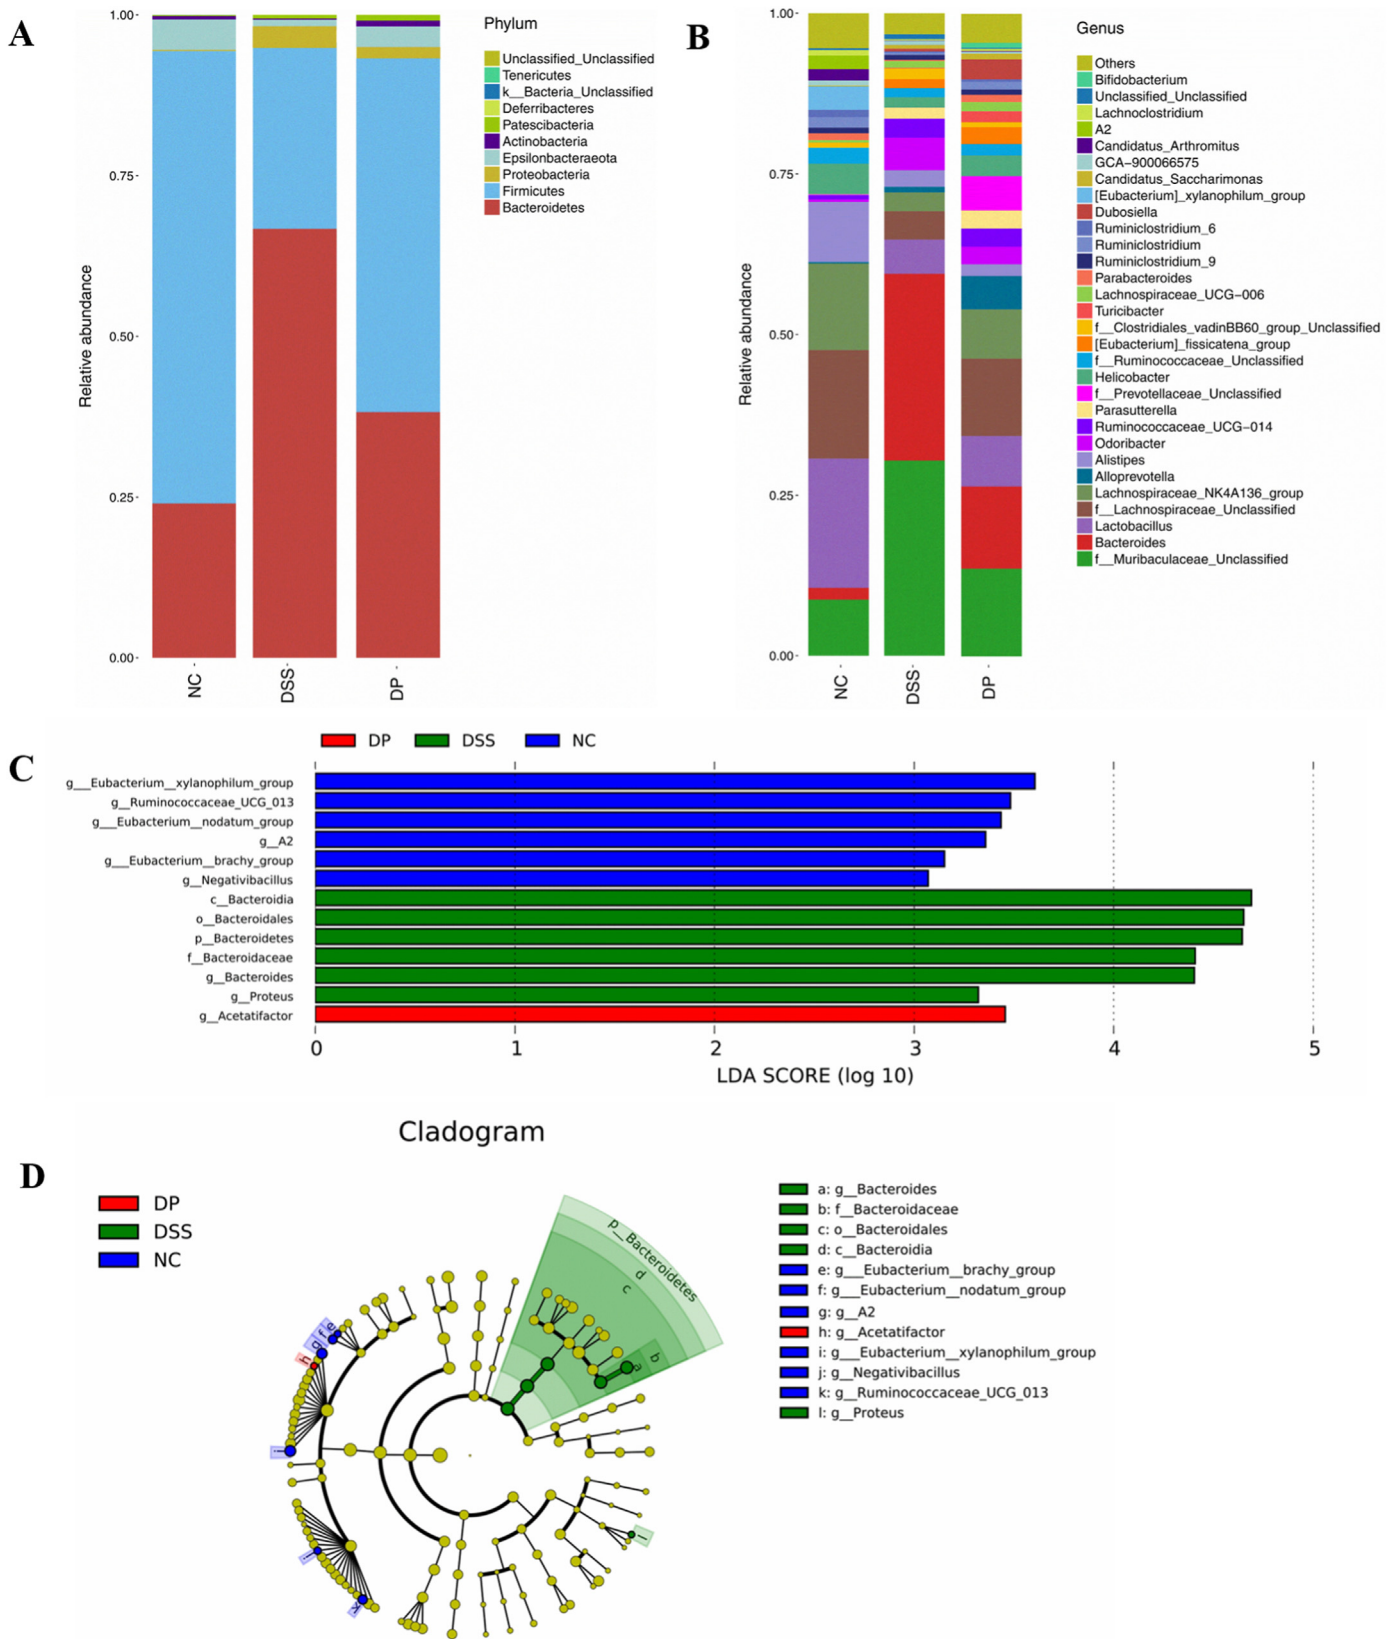 A
Phylum
Unclassified_Unclassified
Tenericutes
k__Bacteria_Unclassified
Deferribacteres
Patescibacteria
Actinobacteria
Epsilonbacteraeota
Proteobacteria
Firmicutes
Bacteroidetes
Relative abundance
1.00
0.75
0.50
0.25
0.00
NC
DSS
DP
B
Genus
Others
Bifidobacterium
Unclassified_Unclassified
Lachnoclostridium
A2
Candidatus_Arthromitus
GCA-900066575
Candidatus_Saccharimonas
[Eubacterium]_xylanophilum_group
Dubosiella
Ruminiclostridium_6
Ruminiclostridium
Ruminiclostridium_9
Parabacteroides
Lachnospiraceae_UCG-006
Turicibacter
f__Clostridiales_vadinBB60_group_Unclassified
[Eubacterium]_fissicatena_group
f__Ruminococcaceae_Unclassified
Helicobacter
f__Prevotellaceae_Unclassified
Parasutterella
Ruminococcaceae_UCG-014
Odoribacter
Alistipes
Alloprevotella
Lachnospiraceae_NK4A136_group
f__Lachnospiraceae_Unclassified
Lactobacillus
Bacteroides
f__Muribaculaceae_Unclassified
Relative abundance
1.00
0.75
0.50
0.25
0.00
NC
DSS
DP
C
DP DSS NC
g___Eubacterium__xylanophilum_group
g__Ruminococcaceae_UCG_013
g___Eubacterium__nodatum_group
g__A2
g___Eubacterium__brachy_group
g__Negativibacillus
c__Bacteroidia
o__Bacteroidales
p__Bacteroidetes
f__Bacteroidaceae
g__Bacteroides
g__Proteus
g__Acetatifactor
0 1 2 3 4 5
LDA SCORE (log 10)
Cladogram
D
DP
DSS
NC
p__Bacteroidetes
d
c
b
a
e
f
g
h
i
j
k
l
a: g__Bacteroides
b: f__Bacteroidaceae
c: o__Bacteroidales
d: c__Bacteroidia
e: g___Eubacterium__brachy_group
f: g___Eubacterium__nodatum_group
g: g__A2
h: g__Acetatifactor
i: g___Eubacterium__xylanophilum_group
j: g__Negativibacillus
k: g__Ruminococcaceae_UCG_013
l: g__Proteus